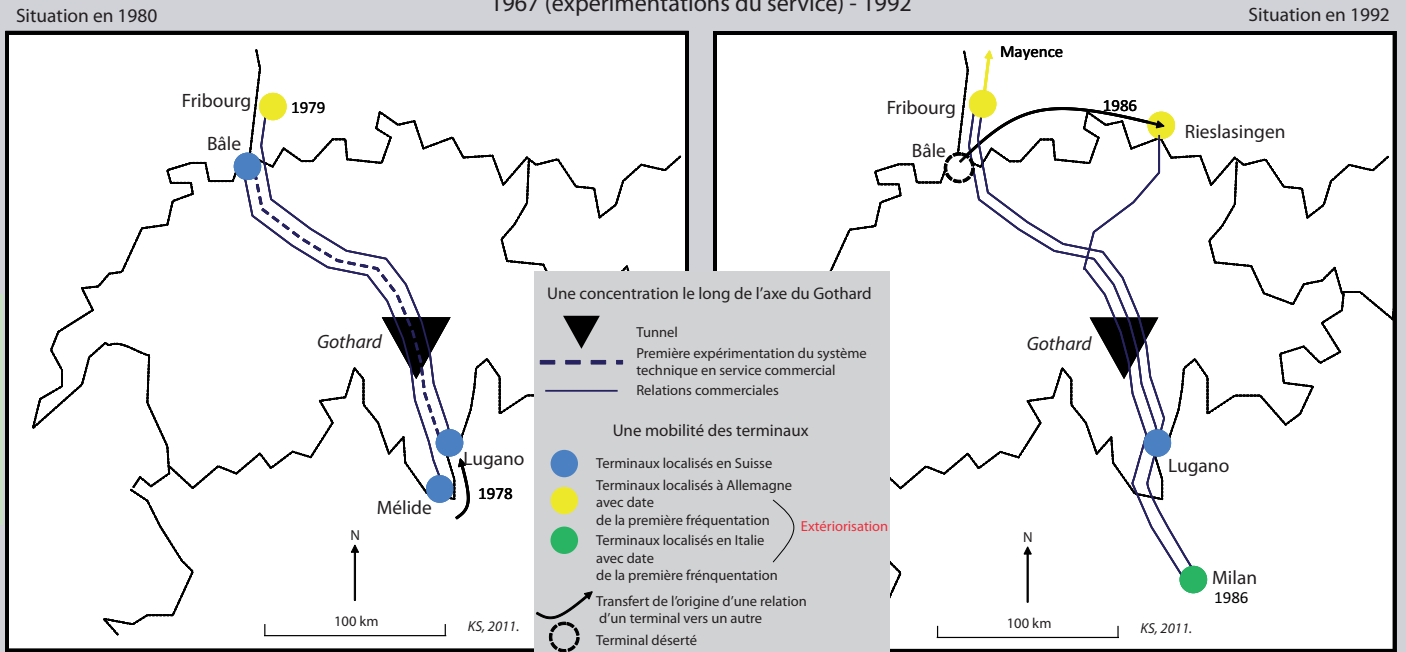 1967 (expérimentations du service) - 1992
Situation en 1980
Situation en 1992
Fribourg
1979
Bâle
Gothard
Lugano
Mélide
1978
N
100 km
KS, 2011.
Mayence
Fribourg
1986
Rieslasingen
Bâle
Gothard
Lugano
Milan
1986
N
100 km
KS, 2011.
Une concentration le long de l'axe du Gothard
Tunnel
Première expérimentation du système
technique en service commercial
Relations commerciales
Une mobilité des terminaux
Terminaux localisés en Suisse
Terminaux localisés à Allemagne
avec date
de la première fréquentation
Extériorisation
Terminaux localisés en Italie
avec date
de la première frénquentation
Transfert de l'origine d'une relation
d'un terminal vers un autre
Terminal déserté